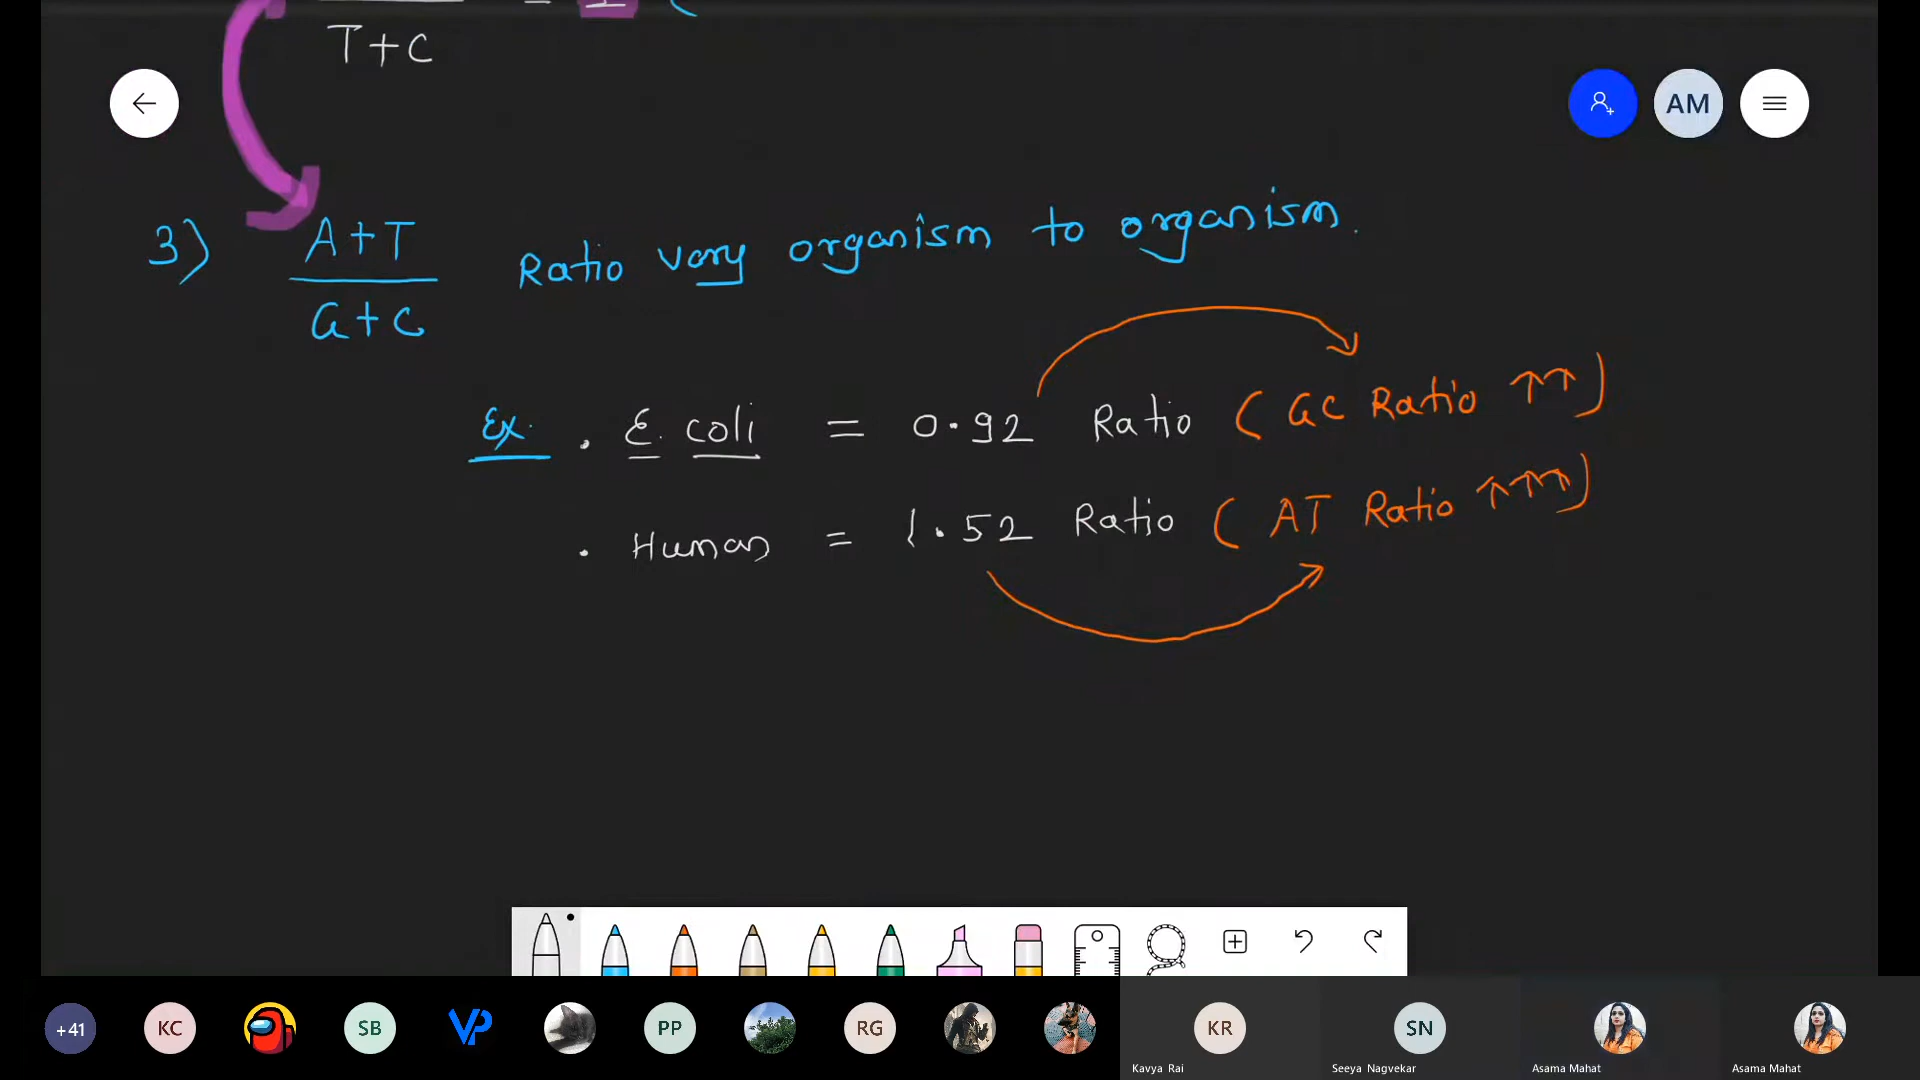 T+C
AM
3) A+T
G+C
Ratio vary organism to organism.
Ex. . E. coli = 0.92 Ratio ( GC Ratio ↑↑)
. Human = 1.52 Ratio ( AT Ratio ↑↑↑)
+41 KC SB VP PP RG KR SN
Kavya Rai Seeya Nagvekar Asama Mahat Asama Mahat